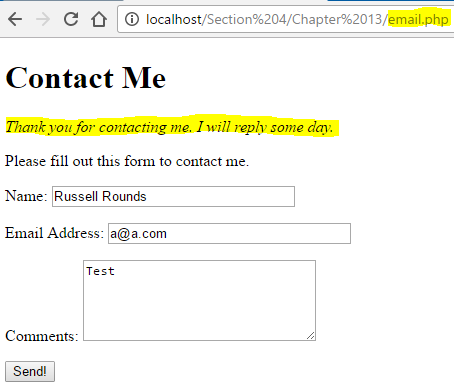 localhost/Section%204/Chapter%2013/email.php
Contact Me
Thank you for contacting me. I will reply some day.
Please fill out this form to contact me.
Name: Russell Rounds
Email Address: a@a.com
Test
Comments:
Send!